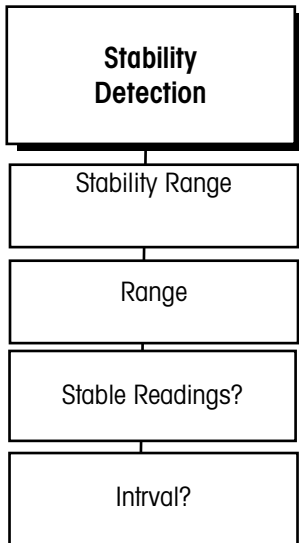 Stability
Detection
Stability Range
Range
Stable Readings?
Intrval?